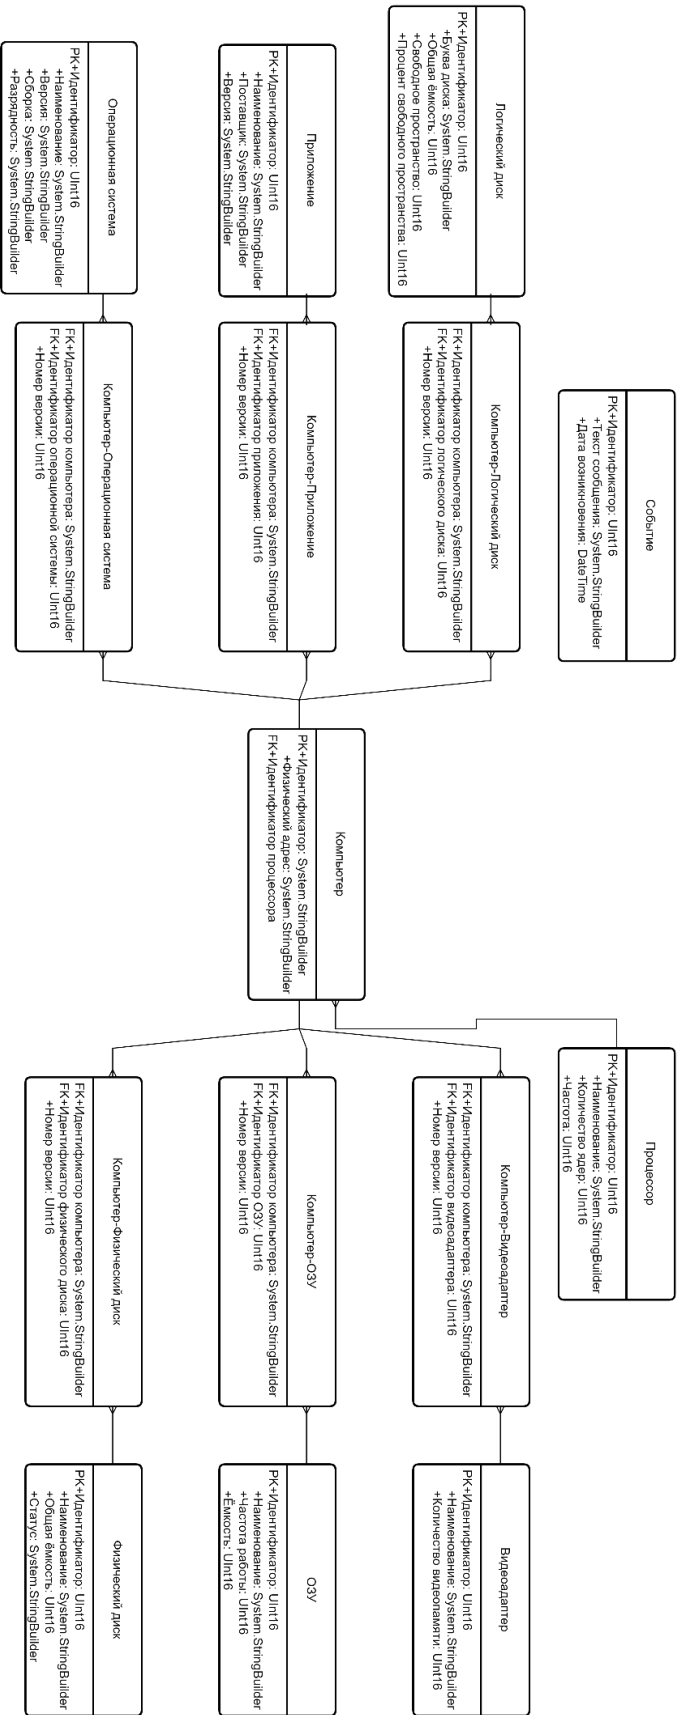 Событие
PK+Идентификатор: UInt16
+Текст сообщения: System.StringBuilder
+Дата возникновения: DateTime
Процессор
PK+Идентификатор: UInt16
+Наименование: System.StringBuilder
+Количество ядер: UInt16
+Частота: UInt16
Логический диск
PK+Идентификатор: UInt16
+Буква диска: System.StringBuilder
+Общая ёмкость: UInt16
+Свободное пространство: UInt16
+Процент свободного пространства: UInt16
Компьютер-Логический диск
FK+Идентификатор компьютера: System.StringBuilder
FK+Идентификатор логического диска: UInt16
+Номер версии: UInt16
Компьютер-Видеоадаптер
FK+Идентификатор компьютера: System.StringBuilder
FK+Идентификатор видеоадаптера: UInt16
+Номер версии: UInt16
Видеоадаптер
PK+Идентификатор: UInt16
+Наименование: System.StringBuilder
+Количество видеопамяти: UInt16
Приложение
PK+Идентификатор: UInt16
+Наименование: System.StringBuilder
+Поставщик: System.StringBuilder
+Версия: System.StringBuilder
Компьютер-Приложение
FK+Идентификатор компьютера: System.StringBuilder
FK+Идентификатор приложения: UInt16
+Номер версии: UInt16
Компьютер
PK+Идентификатор: System.StringBuilder
+Физический адрес: System.StringBuilder
FK+Идентификатор процессора
Компьютер-ОЗУ
FK+Идентификатор компьютера: System.StringBuilder
FK+Идентификатор ОЗУ: UInt16
+Номер версии: UInt16
ОЗУ
PK+Идентификатор: UInt16
+Наименование: System.StringBuilder
+Частота работы: UInt16
+Ёмкость: UInt16
Операционная система
PK+Идентификатор: UInt16
+Наименование: System.StringBuilder
+Версия: System.StringBuilder
+Сборка: System.StringBuilder
+Разрядность: System.StringBuilder
Компьютер-Операционная система
FK+Идентификатор компьютера: System.StringBuilder
FK+Идентификатор операционной системы: UInt16
+Номер версии: UInt16
Компьютер-Физический диск
FK+Идентификатор компьютера: System.StringBuilder
FK+Идентификатор физического диска: UInt16
+Номер версии: UInt16
Физический диск
PK+Идентификатор: UInt16
+Наименование: System.StringBuilder
+Общая ёмкость: UInt16
+Статус: System.StringBuilder